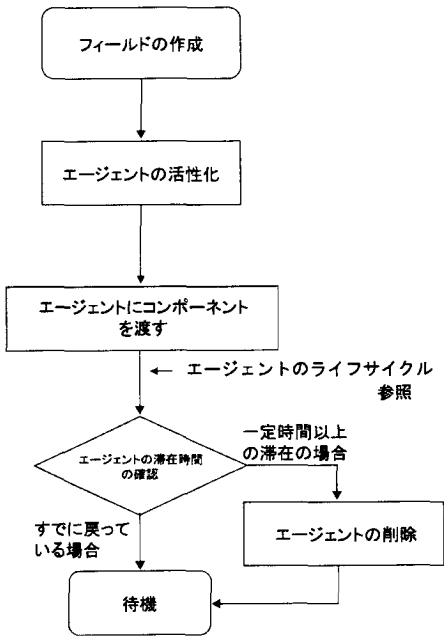 フィールドの作成
エージェントの活性化
エージェントにコンポーネント
を渡す
← エージェントのライフサイクル
参照
エージェントの滞在時間
の確認
一定時間以上
の滞在の場合
すでに戻って
いる場合
エージェントの削除
待機